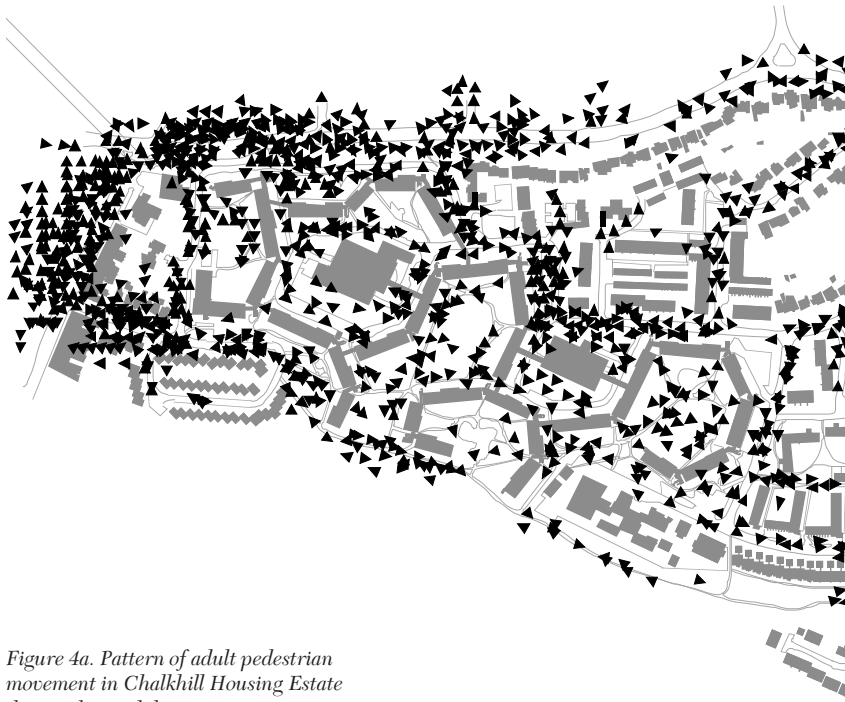 Figure 4a. Pattern of adult pedestrian
movement in Chalkhill Housing Estate